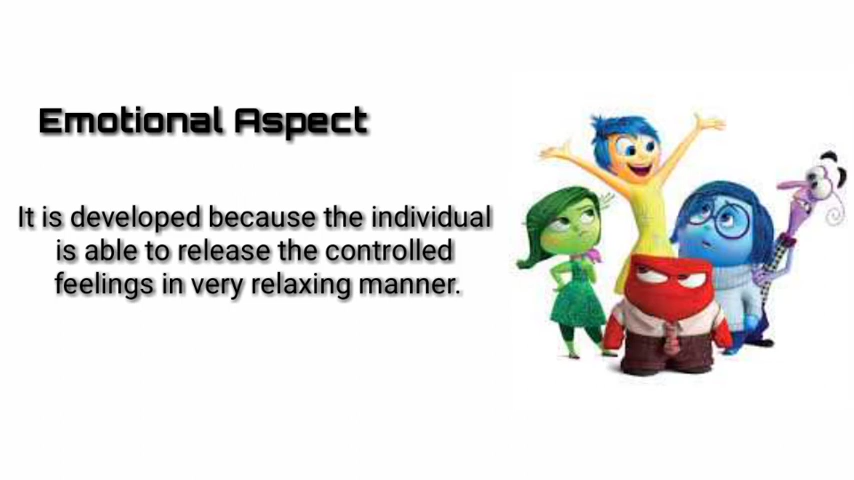 Emotional Aspect
It is developed because the individual
is able to release the controlled
feelings in very relaxing manner.